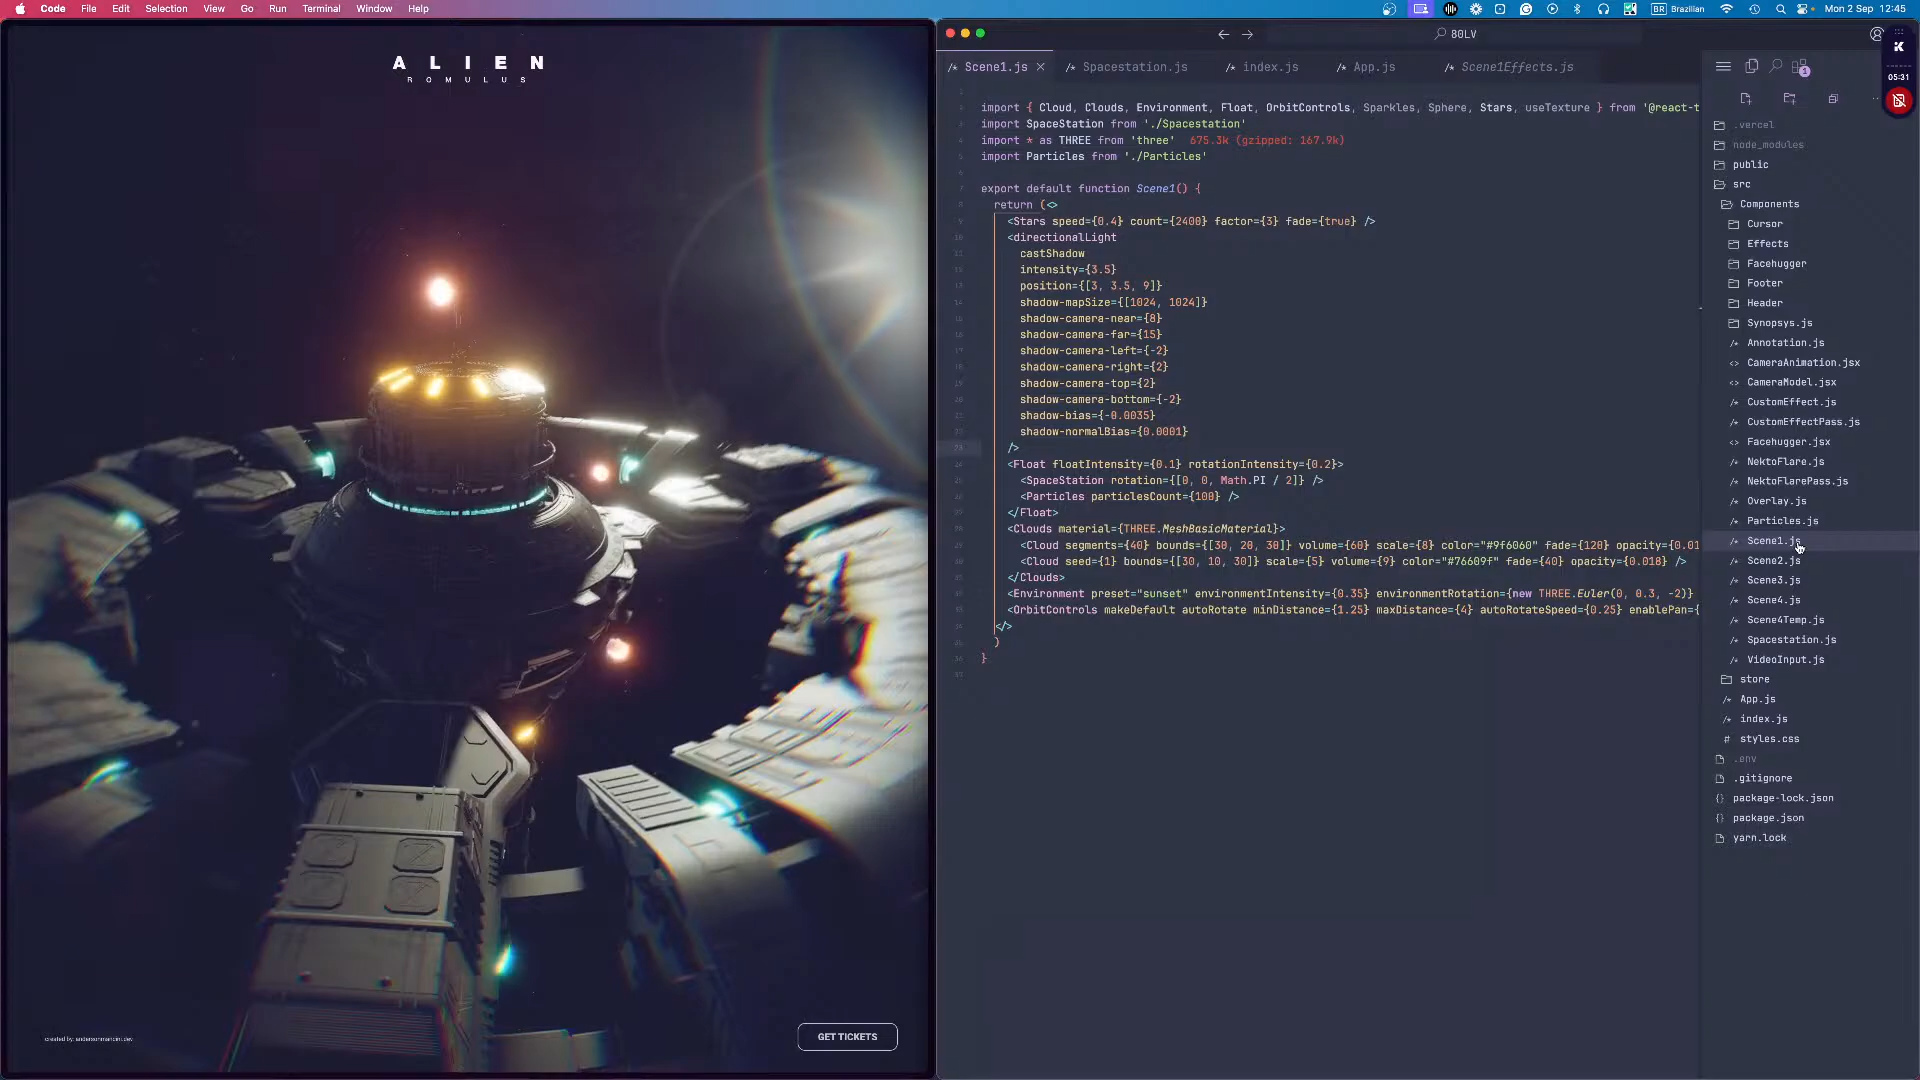 Code File Edit Selection View Go Run Terminal Window Help
BR Brazilian Mon 2 Sep 12:45
ALIEN
ROMULUS
created by: andersonmancini.dev
GET TICKETS
80LV
05:31
Scene1.js Spacestation.js index.js App.js Scene1Effects.js
import { Cloud, Clouds, Environment, Float, OrbitControls, Sparkles, Sphere, Stars, useTexture } from '@react-t
import SpaceStation from './Spacestation'
import * as THREE from 'three' 675.3k (gzipped: 167.9k)
import Particles from './Particles'
export default function Scene1() {
return (<>
<Stars speed={0.4} count={2400} factor={3} fade={true} />
<directionalLight
castShadow
intensity={3.5}
position={[3, 3.5, 9]}
shadow-mapSize={[1024, 1024]}
shadow-camera-near={8}
shadow-camera-far={15}
shadow-camera-left={-2}
shadow-camera-right={2}
shadow-camera-top={2}
shadow-camera-bottom={-2}
shadow-bias={-0.0035}
shadow-normalBias={0.0001}
/>
<Float floatIntensity={0.1} rotationIntensity={0.2}>
<SpaceStation rotation={[0, 0, Math.PI / 2]} />
<Particles particlesCount={100} />
</Float>
<Clouds material={THREE.MeshBasicMaterial}>
<Cloud segments={40} bounds={[30, 20, 30]} volume={60} scale={8} color="#9f6060" fade={120} opacity={0.01
<Cloud seed={1} bounds={[30, 10, 30]} scale={5} volume={9} color="#76609f" fade={40} opacity={0.018} />
</Clouds>
<Environment preset="sunset" environmentIntensity={0.35} environmentRotation={new THREE.Euler(0, 0.3, -2)}
<OrbitControls makeDefault autoRotate minDistance={1.25} maxDistance={4} autoRotateSpeed={0.25} enablePan={
</>
)
}
1
.vercel
node_modules
public
src
Components
Cursor
Effects
Facehugger
Footer
Header
Synopsys.js
Annotation.js
CameraAnimation.jsx
CameraModel.jsx
CustomEffect.js
CustomEffectPass.js
Facehugger.jsx
NektoFlare.js
NektoFlarePass.js
Overlay.js
Particles.js
Scene1.js
Scene2.js
Scene3.js
Scene4.js
Scene4Temp.js
Spacestation.js
VideoInput.js
store
App.js
index.js
styles.css
.env
.gitignore
package-lock.json
package.json
yarn.lock